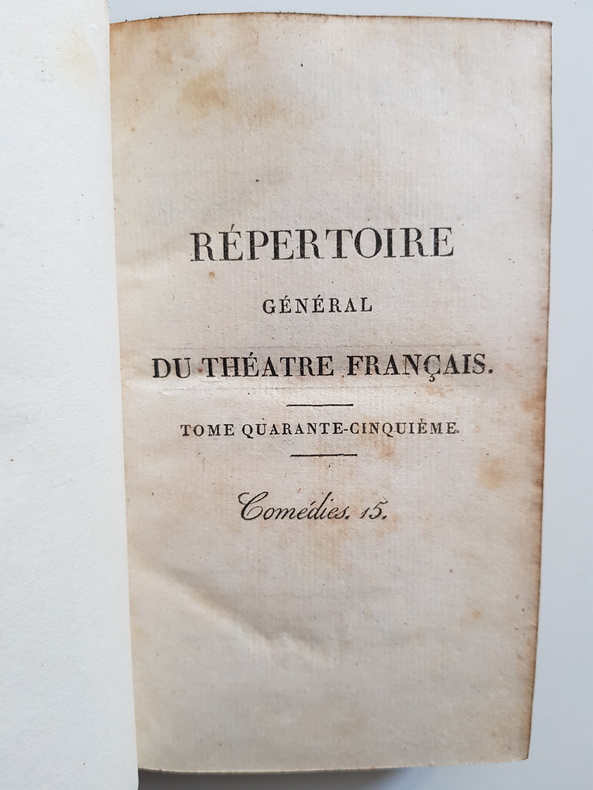 RÉPERTOIRE
GÉNÉRAL
DU THÉATRE FRANÇAIS.
TOME QUARANTE-CINQUIÈME.
Comédies. 15.